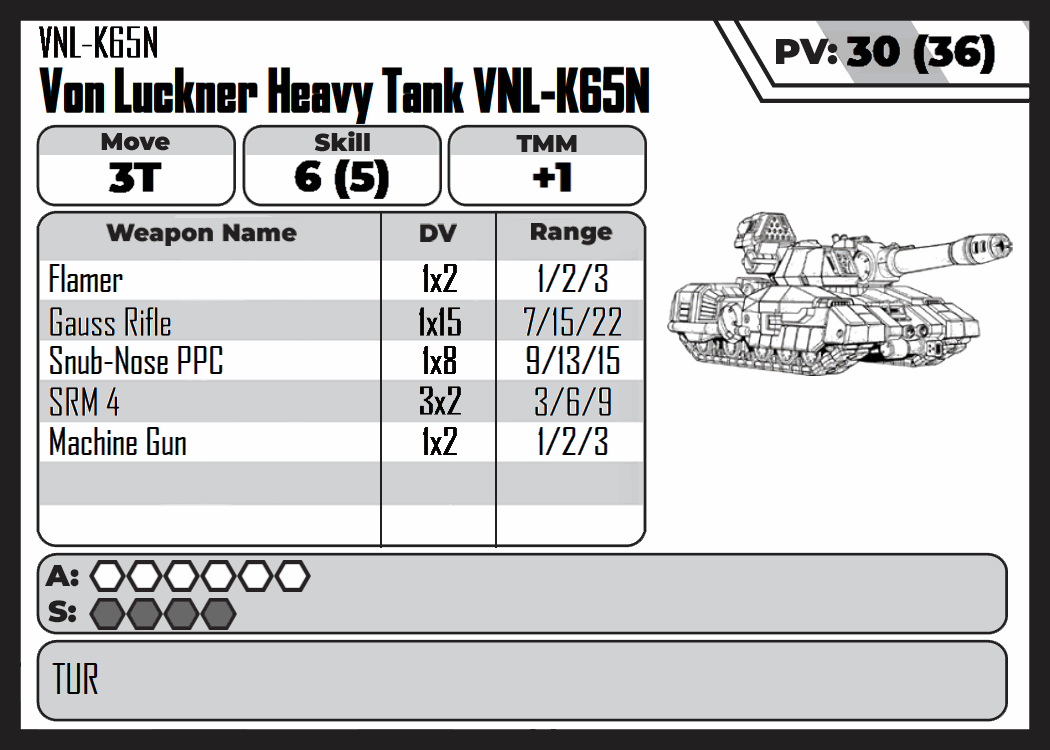 VNL-K65N
PV: 30 (36)
Von Luckner Heavy Tank VNL-K65N
Move Skill TMM
3T 6 (5) +1
Weapon Name DV Range
Flamer 1x2 1/2/3
Gauss Rifle 1x15 7/15/22
Snub-Nose PPC 1x8 9/13/15
SRM 4 3x2 3/6/9
Machine Gun 1x2 1/2/3
A:
S:
TUR